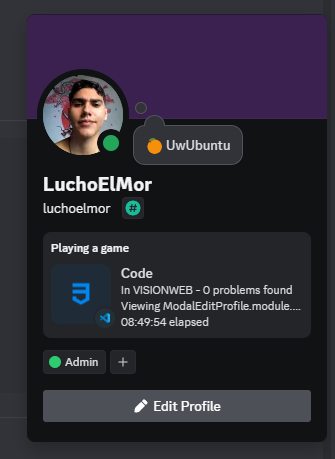 🍊 UwUbuntu
LuchoElMor
luchoelmor #
Playing a game
Code
In VISIONWEB - 0 problems found
Viewing ModalEditProfile.module....
08:49:54 elapsed
Admin +
Edit Profile